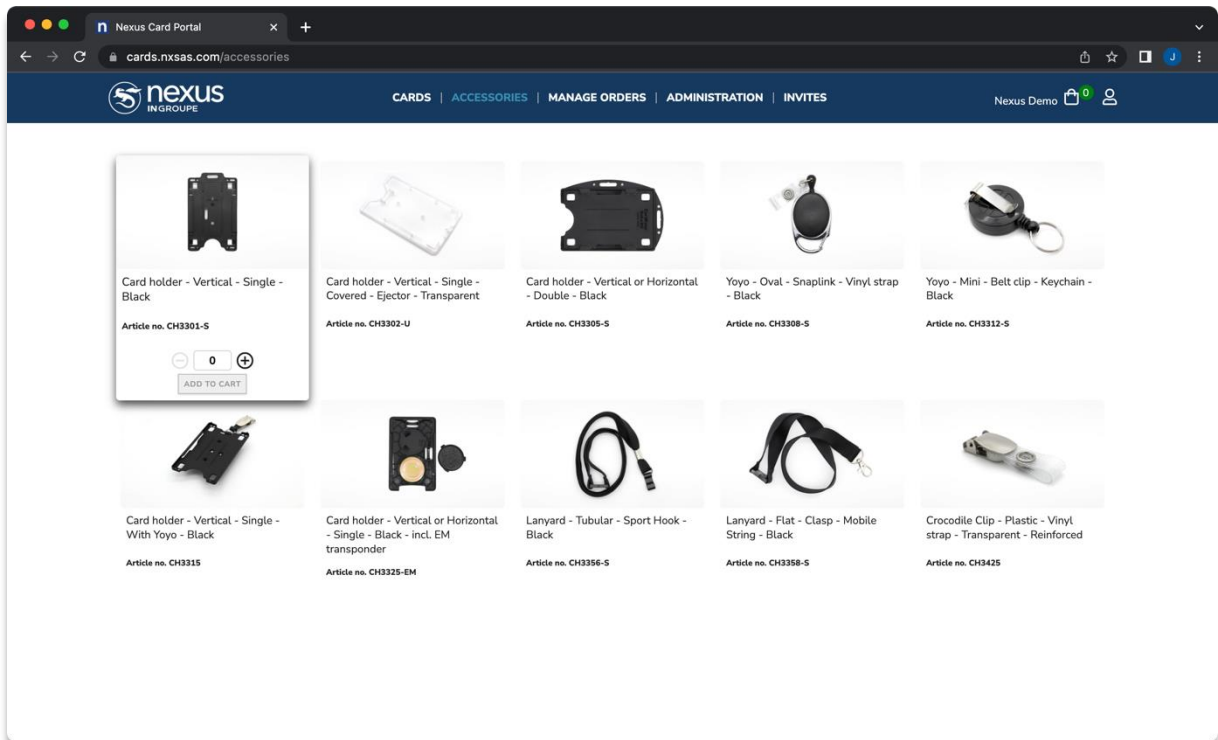 n Nexus Card Portal
cards.nxsas.com/accessories
J
nexus
INGROUPE
CARDS | ACCESSORIES | MANAGE ORDERS | ADMINISTRATION | INVITES
Nexus Demo 0
Card holder - Vertical - Single -
Black
Article no. CH3301-S
0
ADD TO CART
Card holder - Vertical - Single -
Covered - Ejector - Transparent
Article no. CH3302-U
Card holder - Vertical or Horizontal
- Double - Black
Article no. CH3305-S
Yoyo - Oval - Snaplink - Vinyl strap
- Black
Article no. CH3308-S
Yoyo - Mini - Belt clip - Keychain -
Black
Article no. CH3312-S
Card holder - Vertical - Single -
With Yoyo - Black
Article no. CH3315
Card holder - Vertical or Horizontal
- Single - Black - incl. EM
transponder
Article no. CH3325-EM
Lanyard - Tubular - Sport Hook -
Black
Article no. CH3356-S
Lanyard - Flat - Clasp - Mobile
String - Black
Article no. CH3358-S
Crocodile Clip - Plastic - Vinyl
strap - Transparent - Reinforced
Article no. CH3425